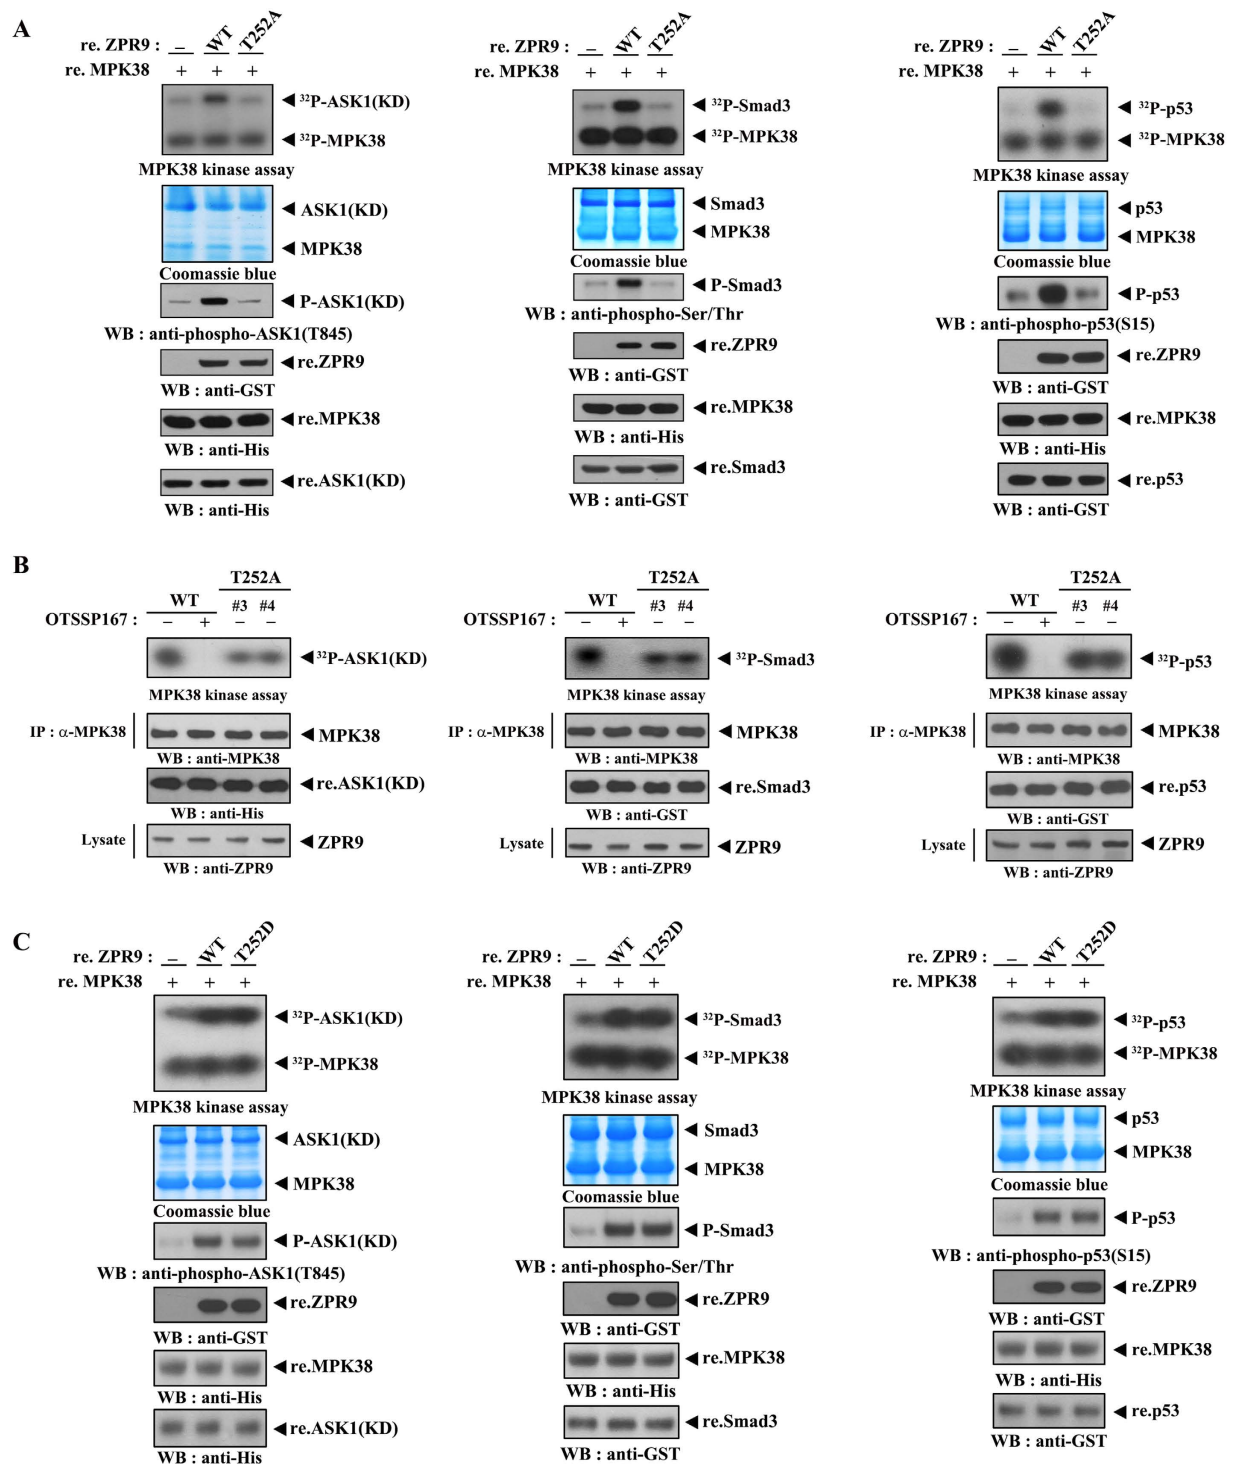 A
re. ZPR9 : – WT T252A
re. MPK38 + + +
◄ ³²P-ASK1(KD)
◄ ³²P-MPK38
MPK38 kinase assay
◄ ASK1(KD)
◄ MPK38
Coomassie blue
◄ P-ASK1(KD)
WB : anti-phospho-ASK1(T845)
◄ re.ZPR9
WB : anti-GST
◄ re.MPK38
WB : anti-His
◄ re.ASK1(KD)
WB : anti-His
re. ZPR9 : – WT T252A
re. MPK38 + + +
◄ ³²P-Smad3
◄ ³²P-MPK38
MPK38 kinase assay
◄ Smad3
◄ MPK38
Coomassie blue
◄ P-Smad3
WB : anti-phospho-Ser/Thr
◄ re.ZPR9
WB : anti-GST
◄ re.MPK38
WB : anti-His
◄ re.Smad3
WB : anti-GST
re. ZPR9 : – WT T252A
re. MPK38 + + +
◄ ³²P-p53
◄ ³²P-MPK38
MPK38 kinase assay
◄ p53
◄ MPK38
Coomassie blue
◄ P-p53
WB : anti-phospho-p53(S15)
◄ re.ZPR9
WB : anti-GST
◄ re.MPK38
WB : anti-His
◄ re.p53
WB : anti-GST
B
T252A
WT #3 #4
OTSSP167 : – + – –
◄ ³²P-ASK1(KD)
MPK38 kinase assay
IP : α-MPK38 ◄ MPK38
WB : anti-MPK38
◄ re.ASK1(KD)
WB : anti-His
Lysate ◄ ZPR9
WB : anti-ZPR9
T252A
WT #3 #4
OTSSP167 : – + – –
◄ ³²P-Smad3
MPK38 kinase assay
IP : α-MPK38 ◄ MPK38
WB : anti-MPK38
◄ re.Smad3
WB : anti-GST
Lysate ◄ ZPR9
WB : anti-ZPR9
T252A
WT #3 #4
OTSSP167 : – + – –
◄ ³²P-p53
MPK38 kinase assay
IP : α-MPK38 ◄ MPK38
WB : anti-MPK38
◄ re.p53
WB : anti-GST
Lysate ◄ ZPR9
WB : anti-ZPR9
C
re. ZPR9 : – WT T252D
re. MPK38 + + +
◄ ³²P-ASK1(KD)
◄ ³²P-MPK38
MPK38 kinase assay
◄ ASK1(KD)
◄ MPK38
Coomassie blue
◄ P-ASK1(KD)
WB : anti-phospho-ASK1(T845)
◄ re.ZPR9
WB : anti-GST
◄ re.MPK38
WB : anti-His
◄ re.ASK1(KD)
WB : anti-His
re. ZPR9 : – WT T252D
re. MPK38 + + +
◄ ³²P-Smad3
◄ ³²P-MPK38
MPK38 kinase assay
◄ Smad3
◄ MPK38
Coomassie blue
◄ P-Smad3
WB : anti-phospho-Ser/Thr
◄ re.ZPR9
WB : anti-GST
◄ re.MPK38
WB : anti-His
◄ re.Smad3
WB : anti-GST
re. ZPR9 : – WT T252D
re. MPK38 + + +
◄ ³²P-p53
◄ ³²P-MPK38
MPK38 kinase assay
◄ p53
◄ MPK38
Coomassie blue
◄ P-p53
WB : anti-phospho-p53(S15)
◄ re.ZPR9
WB : anti-GST
◄ re.MPK38
WB : anti-His
◄ re.p53
WB : anti-GST